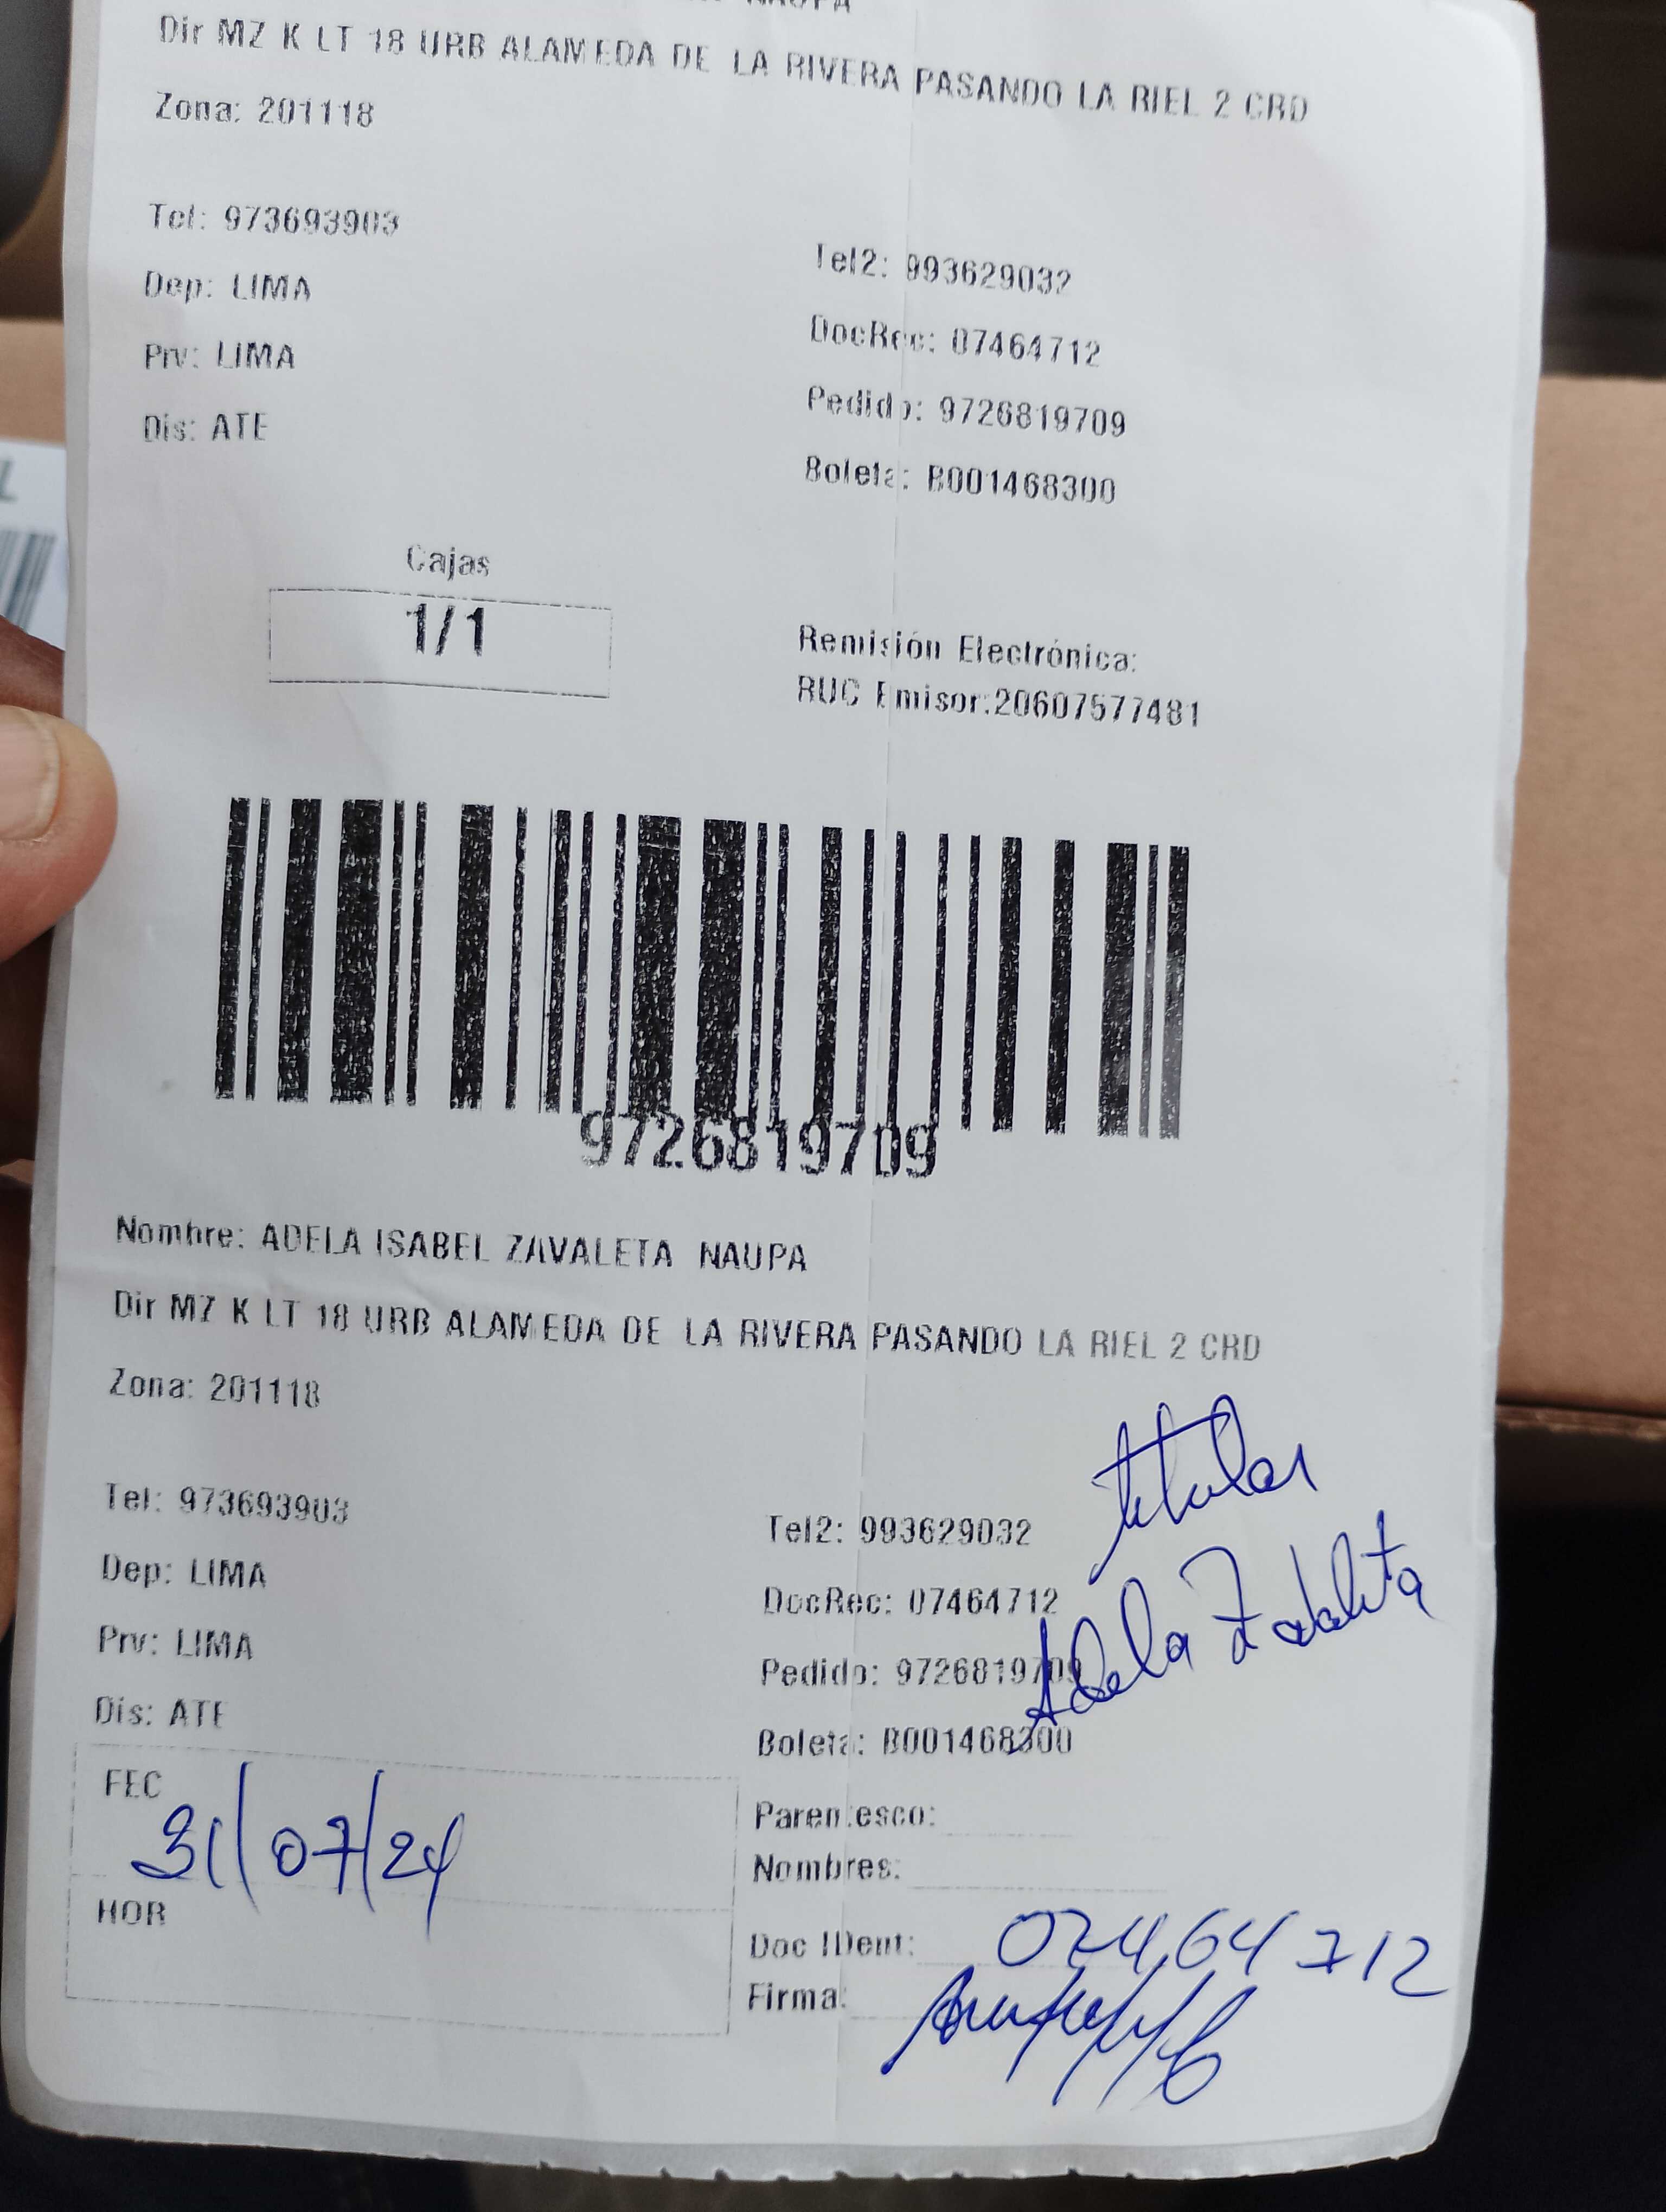 NAUPA
Dir MZ K LT 18 URB ALAMEDA DE LA RIVERA PASANDO LA RIEL 2 CRD
Zona: 201118
Tel: 973693903
Tel2: 993629032
Dep: LIMA
DocRec: 07464712
Prv: LIMA
Pedido: 9726819709
Dis: ATE
Boleta: B001468300
Cajas
1/1
Remisión Electrónica:
RUC Emisor:20607577481
9726819709
Nombre: ADELA ISABEL ZAVALETA NAUPA
Dir MZ K LT 18 URB ALAMEDA DE LA RIVERA PASANDO LA RIEL 2 CRD
Zona: 201118
titular
Tel: 973693903
Tel2: 993629032
Adela Zabaleta
Dep: LIMA
DocRec: 07464712
Prv: LIMA
Pedido: 9726819709
Dis: ATE
Boleta: B001468300
FEC
31/07/24
Parentesco:
Nombres:
HOR
Doc IDent: 07464712
Firma: